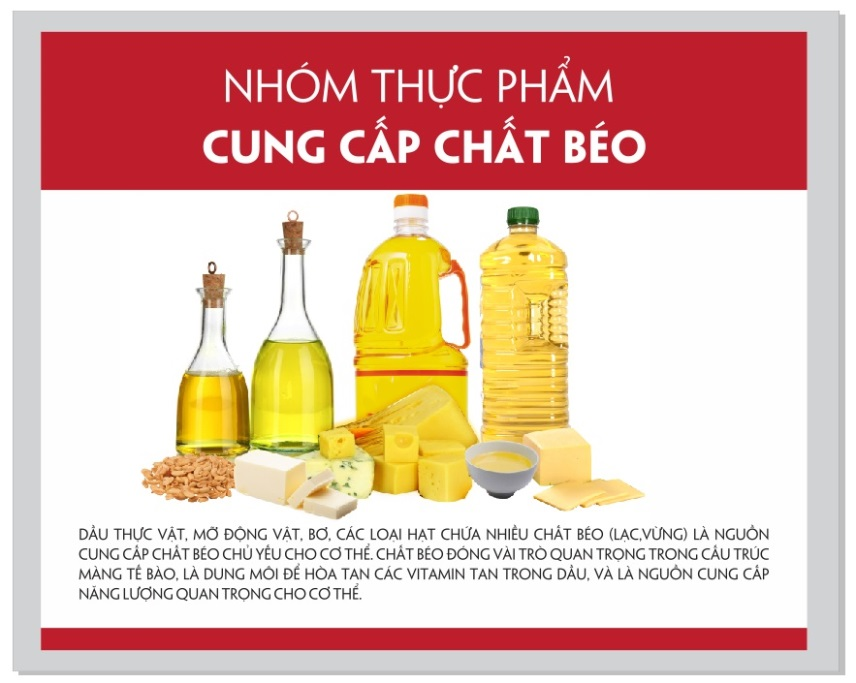 NHÓM THỰC PHẨM
CUNG CẤP CHẤT BÉO
DẦU THỰC VẬT, MỠ ĐỘNG VẬT, BƠ, CÁC LOẠI HẠT CHỨA NHIỀU CHẤT BÉO (LẠC,VỪNG) LÀ NGUỒN
CUNG CẤP CHẤT BÉO CHỦ YẾU CHO CƠ THỂ. CHẤT BÉO ĐÓNG VAI TRÒ QUAN TRỌNG TRONG CẤU TRÚC
MÀNG TẾ BÀO, LÀ DUNG MÔI ĐỂ HÒA TAN CÁC VITAMIN TAN TRONG DẦU, VÀ LÀ NGUỒN CUNG CẤP
NĂNG LƯỢNG QUAN TRỌNG CHO CƠ THỂ.